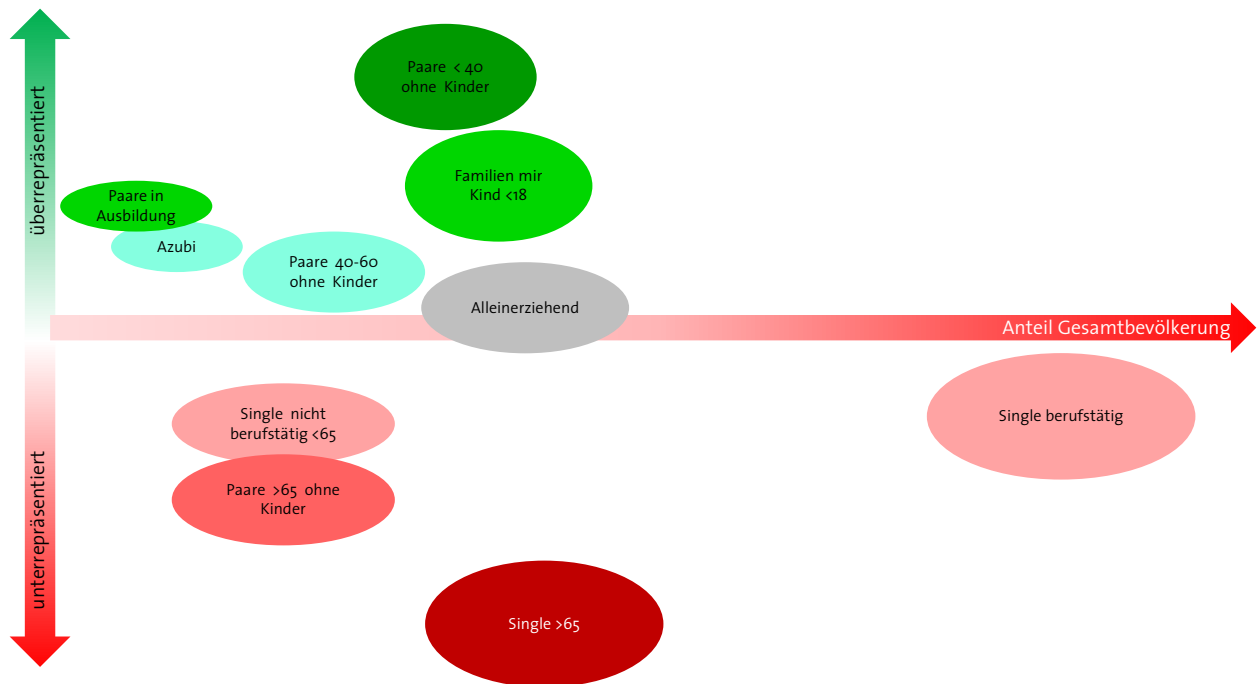 überrepräsentiert
Paare < 40
ohne Kinder
Familien mir
Kind <18
Paare in
Ausbildung
Azubi
Paare 40-60
ohne Kinder
Alleinerziehend
Anteil Gesamtbevölkerung
unterrepräsentiert
Single nicht
berufstätig <65
Single berufstätig
Paare >65 ohne
Kinder
Single >65